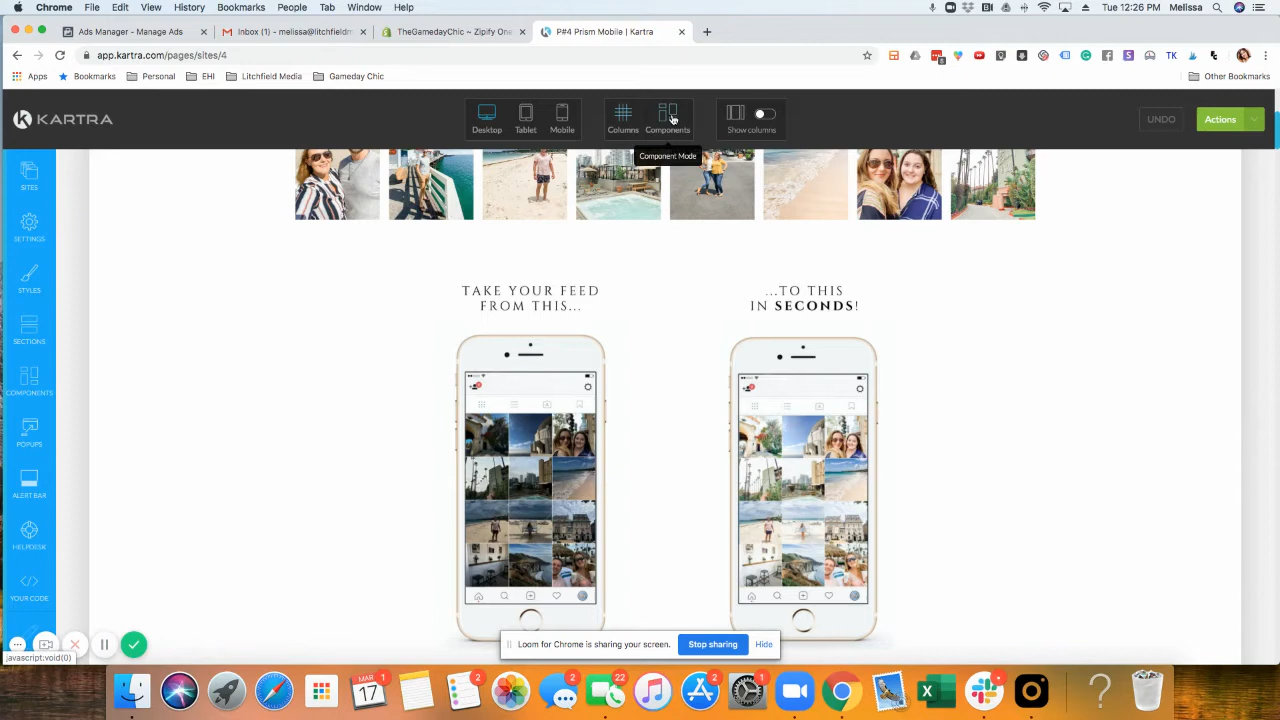 Chrome File Edit View History Bookmarks People Tab Window Help Tue 12:26 PM Melissa
Ads Manager - Manage Ads
Inbox (1) - melissa@litchfieldm
TheGamedayChic ~ Zipify One
P#4 Prism Mobile | Kartra
app.kartra.com/pages/sites/4
Apps Bookmarks Personal EHI Litchfield Media Gameday Chic Other Bookmarks
KARTRA
Desktop Tablet Mobile Columns Components Show columns UNDO Actions
Component Mode
SITES
SETTINGS
STYLES
SECTIONS
COMPONENTS
POPUPS
ALERT BAR
HELPDESK
YOUR CODE
TAKE YOUR FEED
FROM THIS...
...TO THIS
IN SECONDS!
Loom for Chrome is sharing your screen. Stop sharing Hide
javascript:void(0)
MAR
17